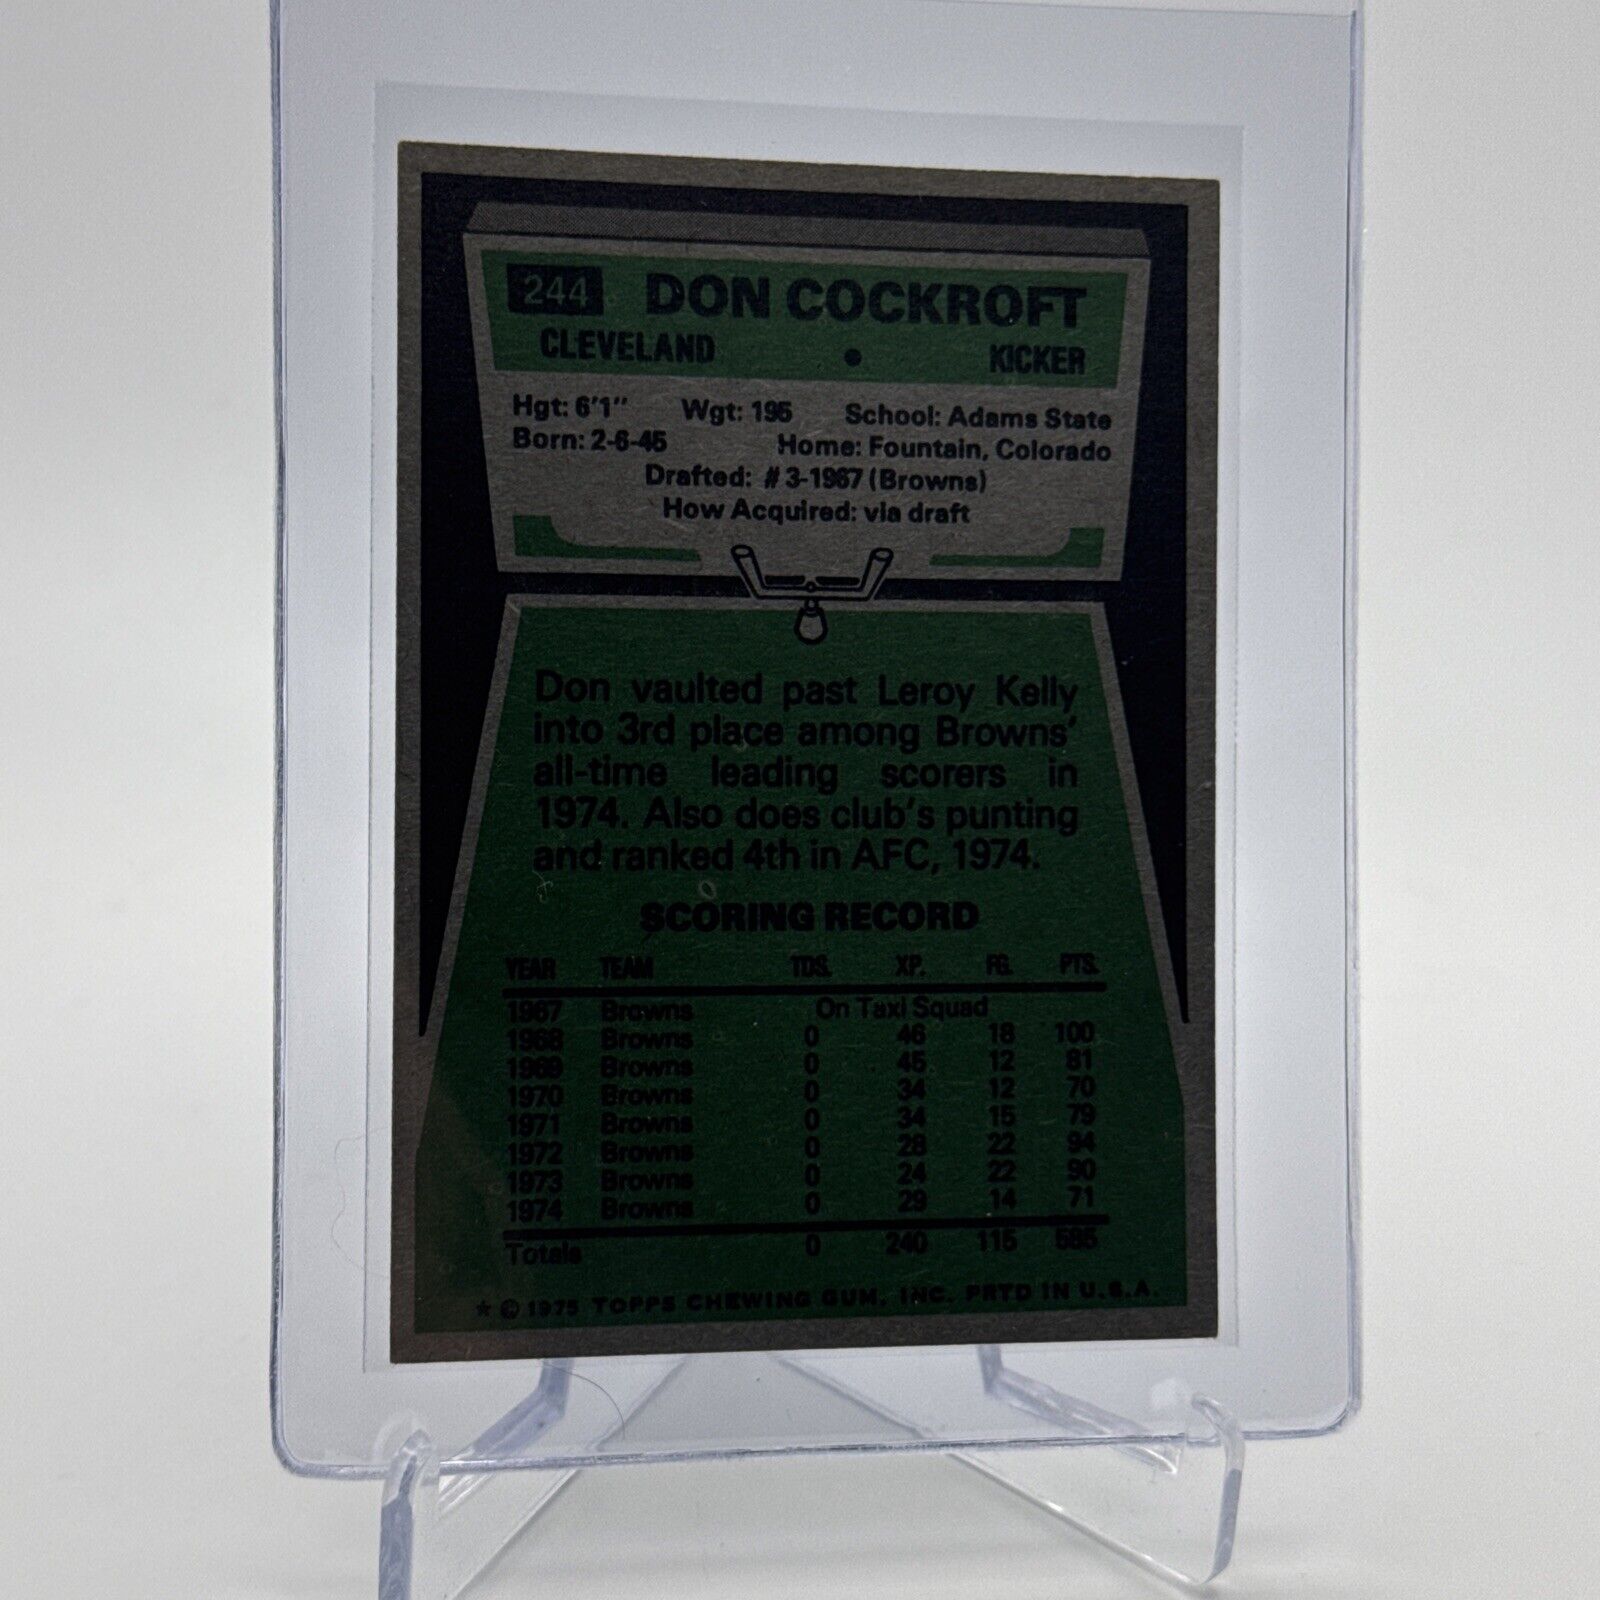 244 DON COCKROFT
CLEVELAND • KICKER
Hgt: 6'1" Wgt: 195 School: Adams State
Born: 2-6-45 Home: Fountain, Colorado
Drafted: #3-1967 (Browns)
How Acquired: via draft
Don vaulted past Leroy Kelly
into 3rd place among Browns'
all-time leading scorers in
1974. Also does club's punting
and ranked 4th in AFC, 1974.
SCORING RECORD
YEAR TEAM TDS. XP. FG. PTS.
1967 Browns On Taxi Squad
1968 Browns 0 46 18 100
1969 Browns 0 45 12 81
1970 Browns 0 34 12 70
1971 Browns 0 34 15 79
1972 Browns 0 28 22 94
1973 Browns 0 24 22 90
1974 Browns 0 29 14 71
Totals 0 240 115 585
* © 1975 TOPPS CHEWING GUM, INC. PRTD IN U.S.A.